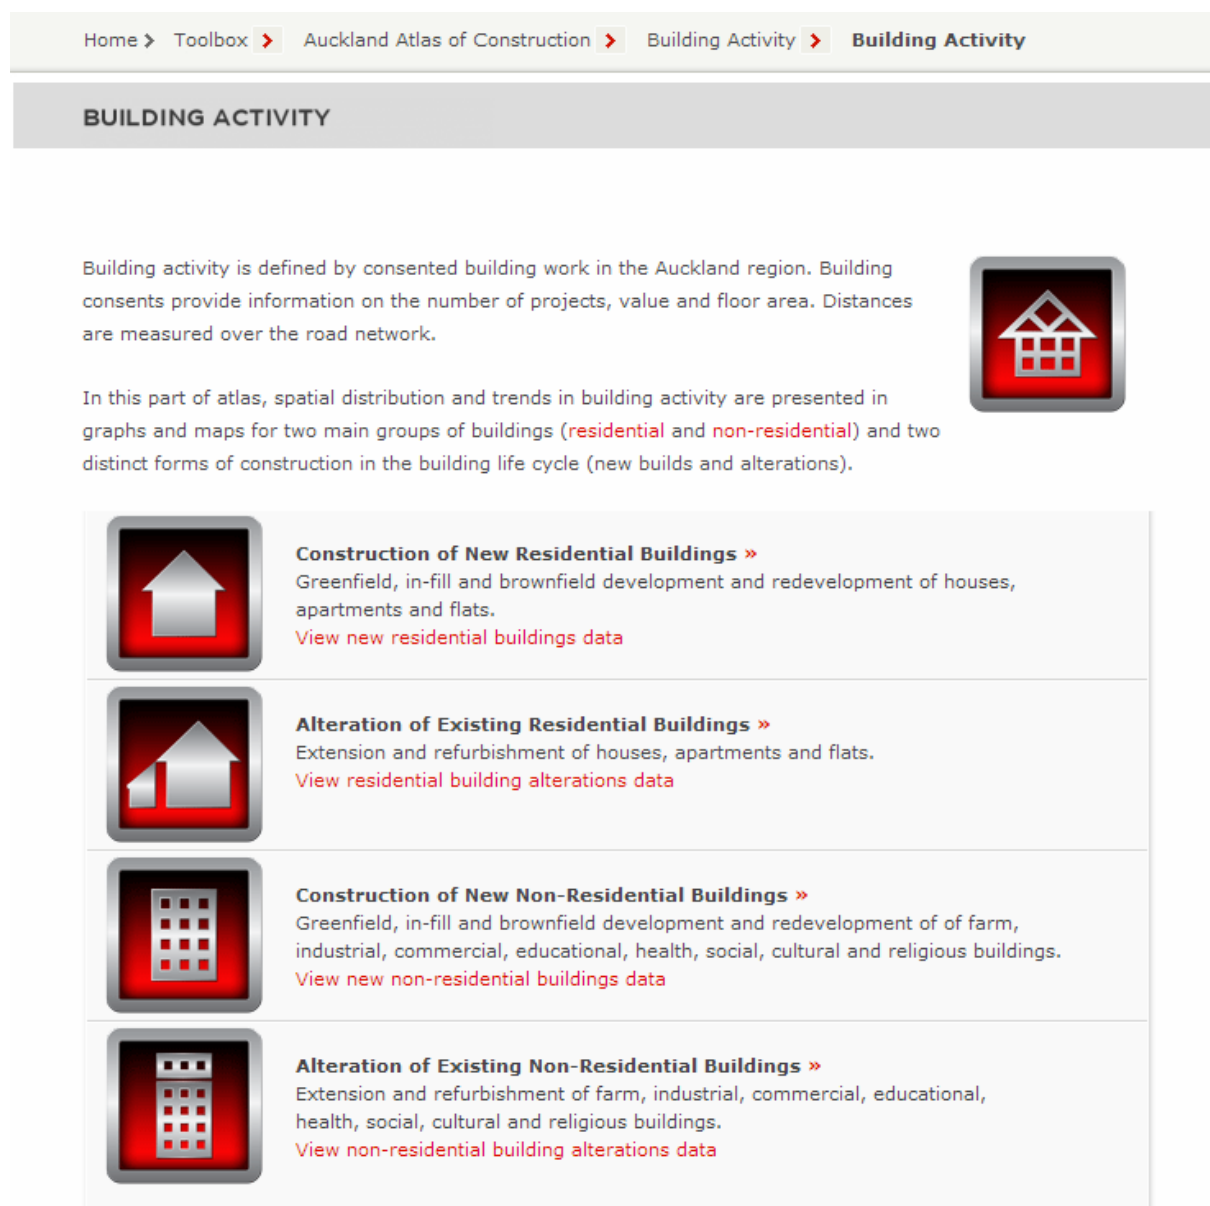 Home > Toolbox > Auckland Atlas of Construction > Building Activity > Building Activity
BUILDING ACTIVITY
Building activity is defined by consented building work in the Auckland region. Building
consents provide information on the number of projects, value and floor area. Distances
are measured over the road network.
In this part of atlas, spatial distribution and trends in building activity are presented in
graphs and maps for two main groups of buildings (residential and non-residential) and two
distinct forms of construction in the building life cycle (new builds and alterations).
Construction of New Residential Buildings »
Greenfield, in-fill and brownfield development and redevelopment of houses,
apartments and flats.
View new residential buildings data
Alteration of Existing Residential Buildings »
Extension and refurbishment of houses, apartments and flats.
View residential building alterations data
Construction of New Non-Residential Buildings »
Greenfield, in-fill and brownfield development and redevelopment of of farm,
industrial, commercial, educational, health, social, cultural and religious buildings.
View new non-residential buildings data
Alteration of Existing Non-Residential Buildings »
Extension and refurbishment of farm, industrial, commercial, educational,
health, social, cultural and religious buildings.
View non-residential building alterations data